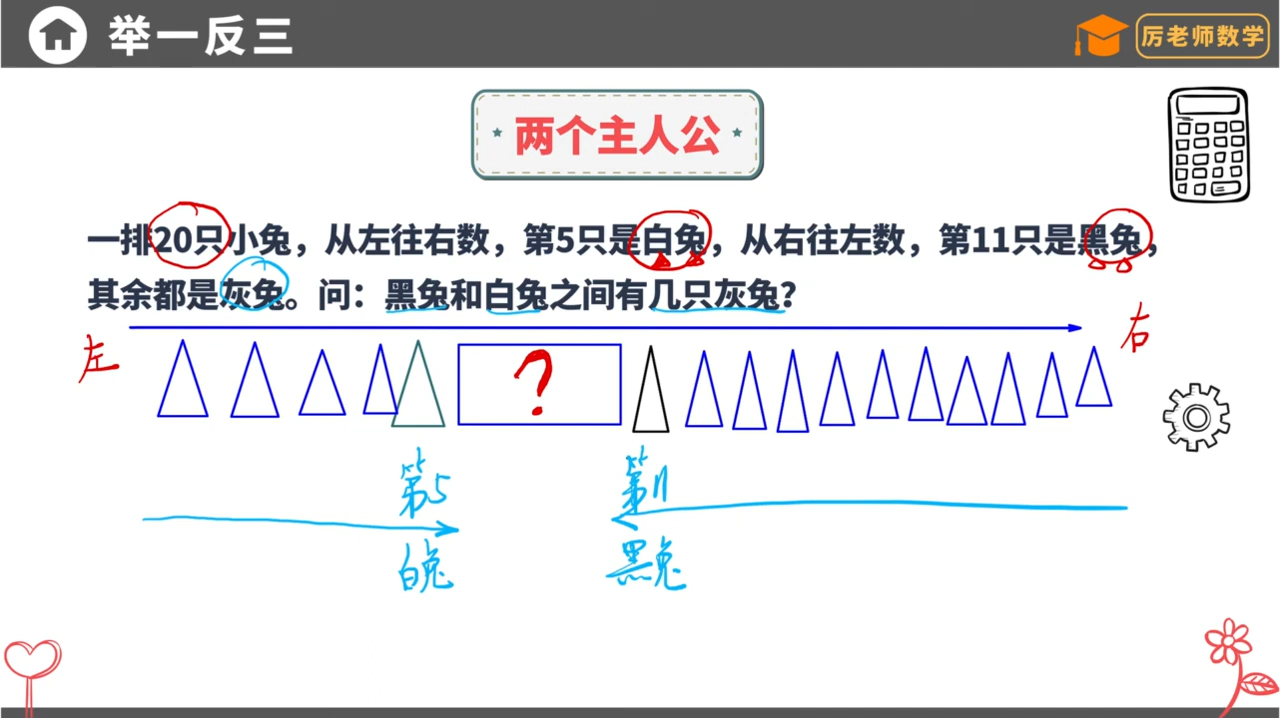 举一反三
厉老师数学
两个主人公
一排20只小兔，从左往右数，第5只是白兔，从右往左数，第11只是黑兔，
其余都是灰兔。问：黑兔和白兔之间有几只灰兔？
左
右
?
第5
第11
白兔
黑兔